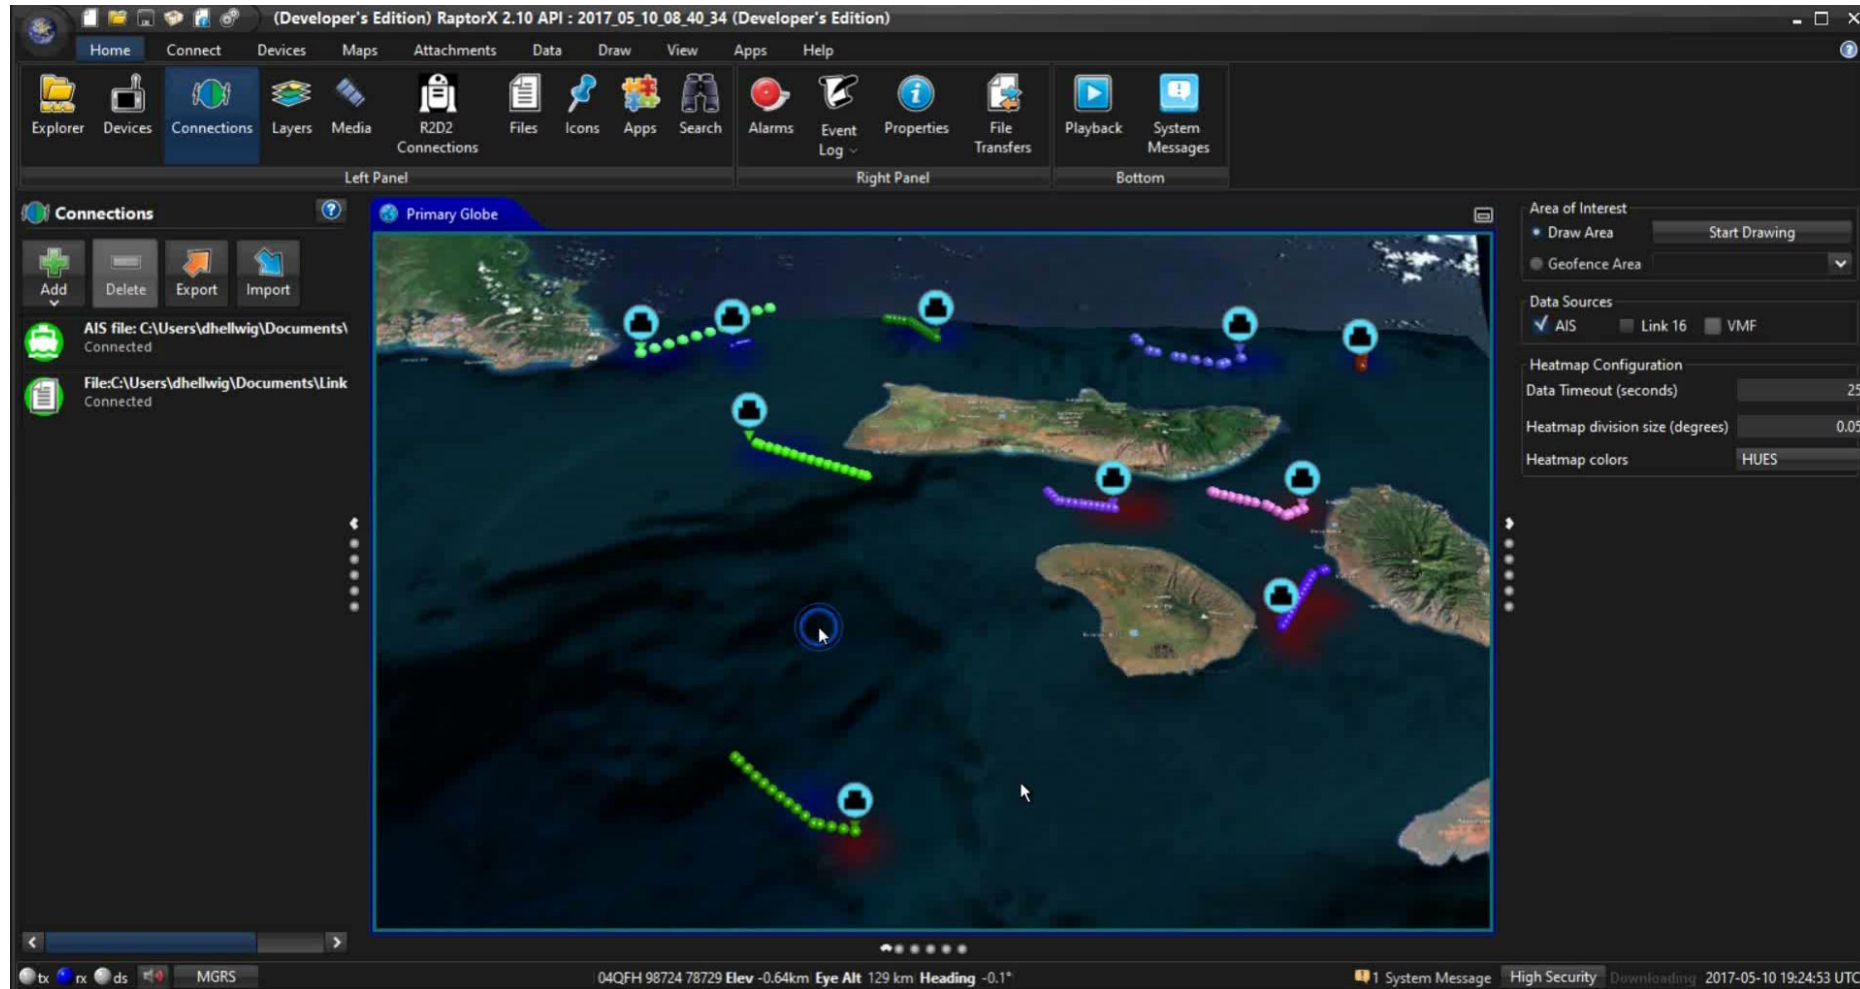 (Developer's Edition) RaptorX 2.10 API : 2017_05_10_08_40_34 (Developer's Edition)
Home Connect Devices Maps Attachments Data Draw View Apps Help
Explorer Devices Connections Layers Media R2D2 Connections Files Icons Apps Search Alarms Event Log Properties File Transfers Playback System Messages
Left Panel Right Panel Bottom
Connections
Add Delete Export Import
AIS file: C:\Users\dhellwig\Documents\
Connected
File:C:\Users\dhellwig\Documents\Link
Connected
Primary Globe
Area of Interest
Draw Area Start Drawing
Geofence Area
Data Sources
AIS Link 16 VMF
Heatmap Configuration
Data Timeout (seconds) 25
Heatmap division size (degrees) 0.05
Heatmap colors HUES
tx rx ds MGRS 04QFH 98724 78729 Elev -0.64km Eye Alt 129 km Heading -0.1° 1 System Message High Security Downloading 2017-05-10 19:24:53 UTC